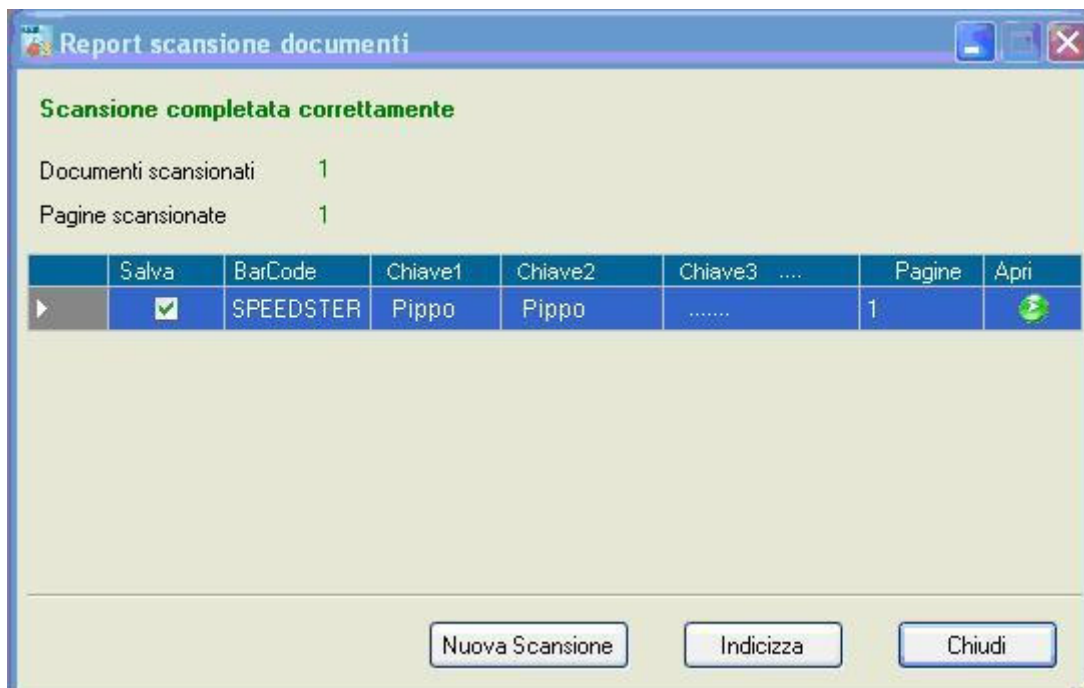 Report scansione documenti
Scansione completata correttamente
Documenti scansionati 1
Pagine scansionate 1
Salva BarCode Chiave1 Chiave2 Chiave3 .... Pagine Apri
SPEEDSTER Pippo Pippo ....... 1
Nuova Scansione Indicizza Chiudi